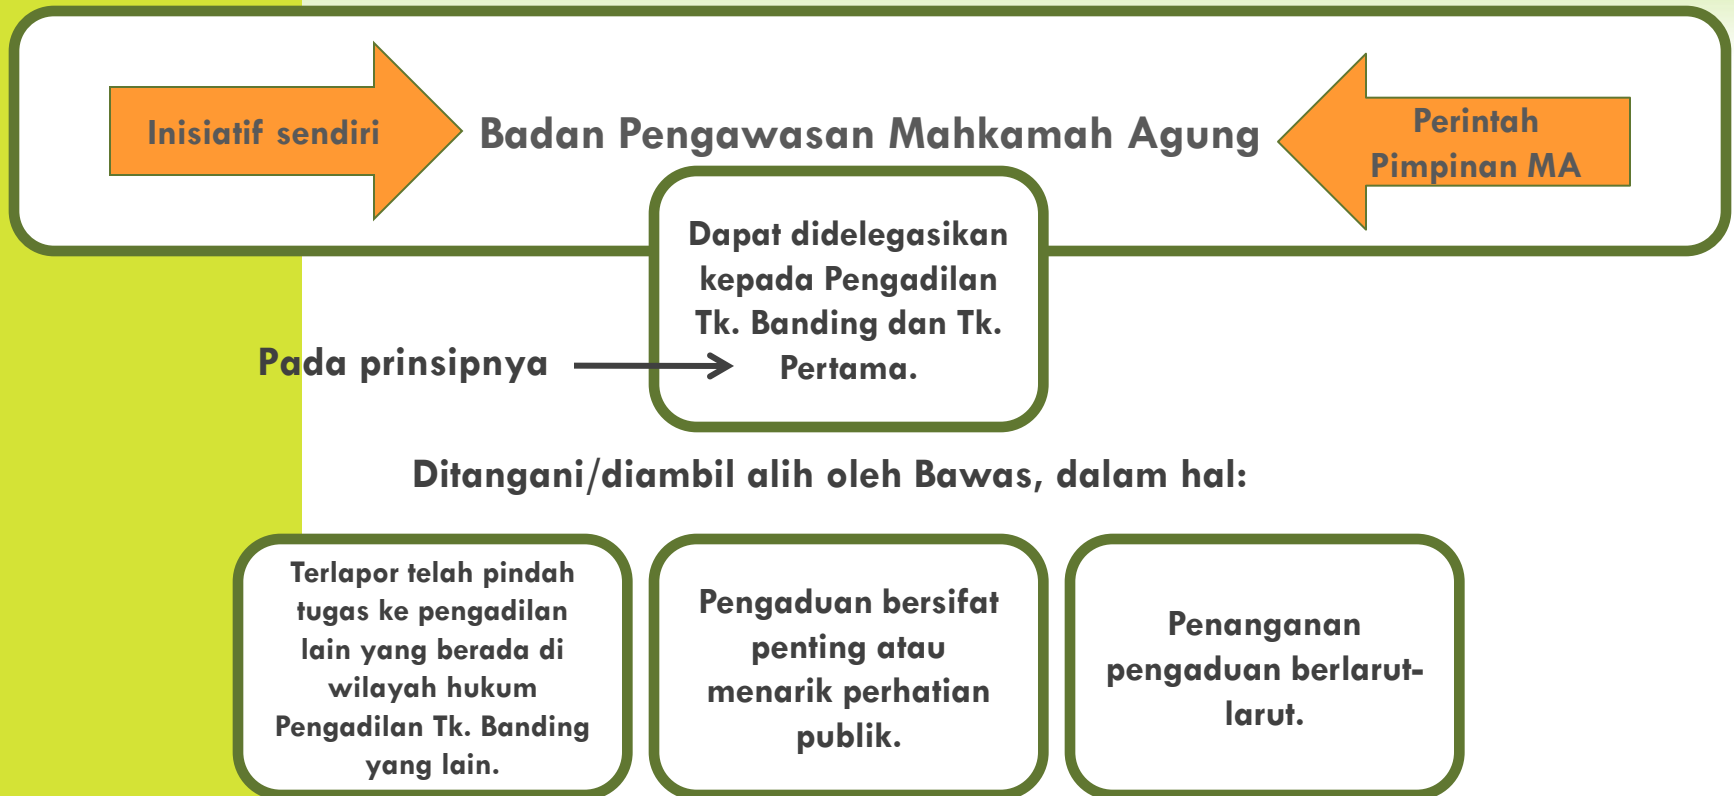 Inisiatif sendiri
Badan Pengawasan Mahkamah Agung
Perintah
Pimpinan MA
Dapat didelegasikan
kepada Pengadilan
Tk. Banding dan Tk.
Pertama.
Pada prinsipnya
Ditangani/diambil alih oleh Bawas, dalam hal:
Terlapor telah pindah
tugas ke pengadilan
lain yang berada di
wilayah hukum
Pengadilan Tk. Banding
yang lain.
Pengaduan bersifat
penting atau
menarik perhatian
publik.
Penanganan
pengaduan berlarut-
larut.